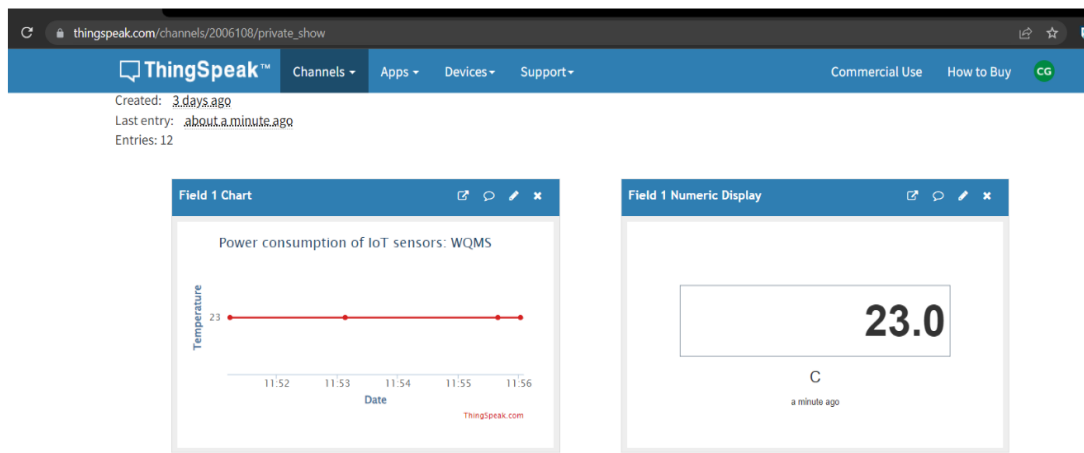 thingspeak.com/channels/2006108/private_show
ThingSpeak™ Channels Apps Devices Support Commercial Use How to Buy CG
Created: 3 days ago
Last entry: about a minute ago
Entries: 12
Field 1 Chart
Power consumption of IoT sensors: WQMS
Temperature
23
11:52 11:53 11:54 11:55 11:56
Date
ThingSpeak.com
Field 1 Numeric Display
23.0
C
a minute ago